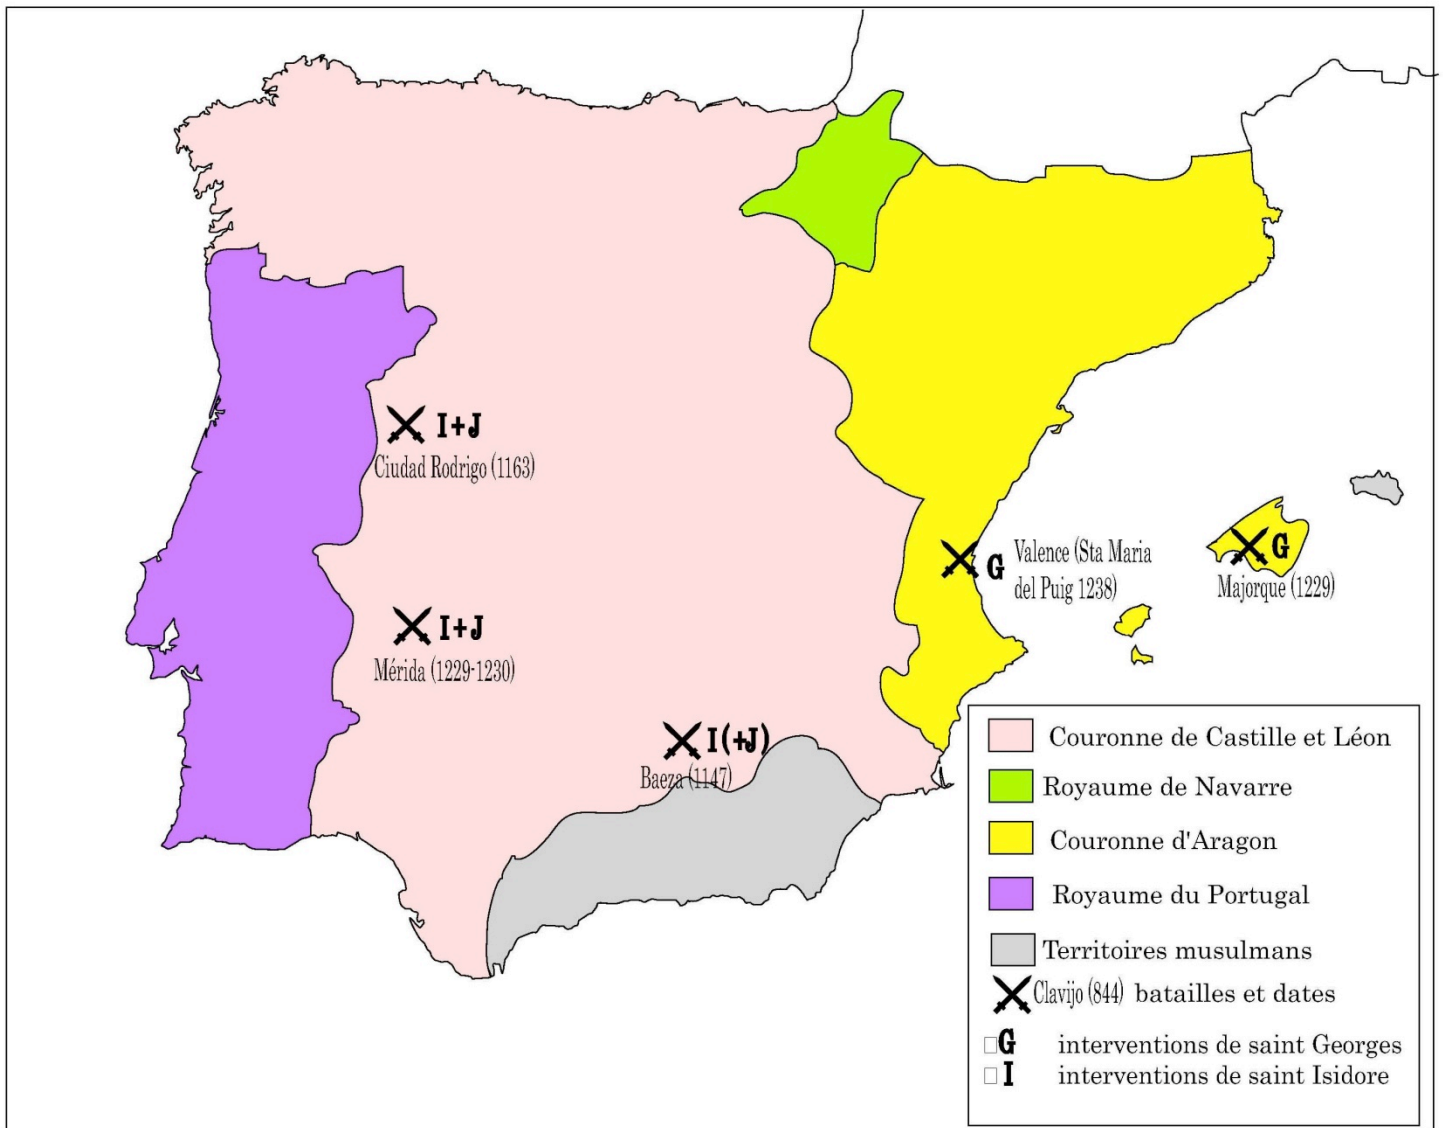 I+J
Ciudad Rodrigo (1163)
G
Valence (Sta Maria
del Puig 1238)
G
Majorque (1229)
I+J
Mérida (1229-1230)
I(+J)
Baeza (1147)
Couronne de Castille et Léon
Royaume de Navarre
Couronne d'Aragon
Royaume du Portugal
Territoires musulmans
Clavijo (844) batailles et dates
G interventions de saint Georges
I interventions de saint Isidore